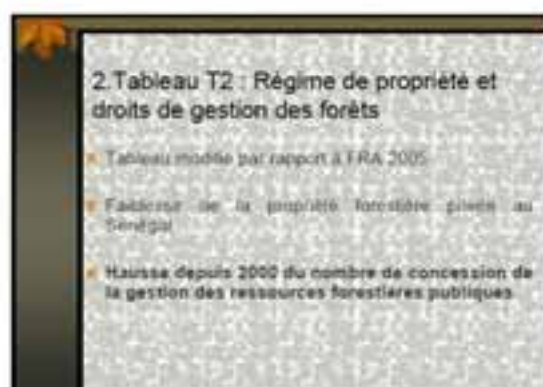 2.Tableau T2 : Régime de propriété et
droits de gestion des forêts
Tableau modifié par rapport à FRA 2005
Faiblesse de la propriété forestière privée au
Sénégal
Hausse depuis 2000 du nombre de concession de
la gestion des ressources forestières publiques